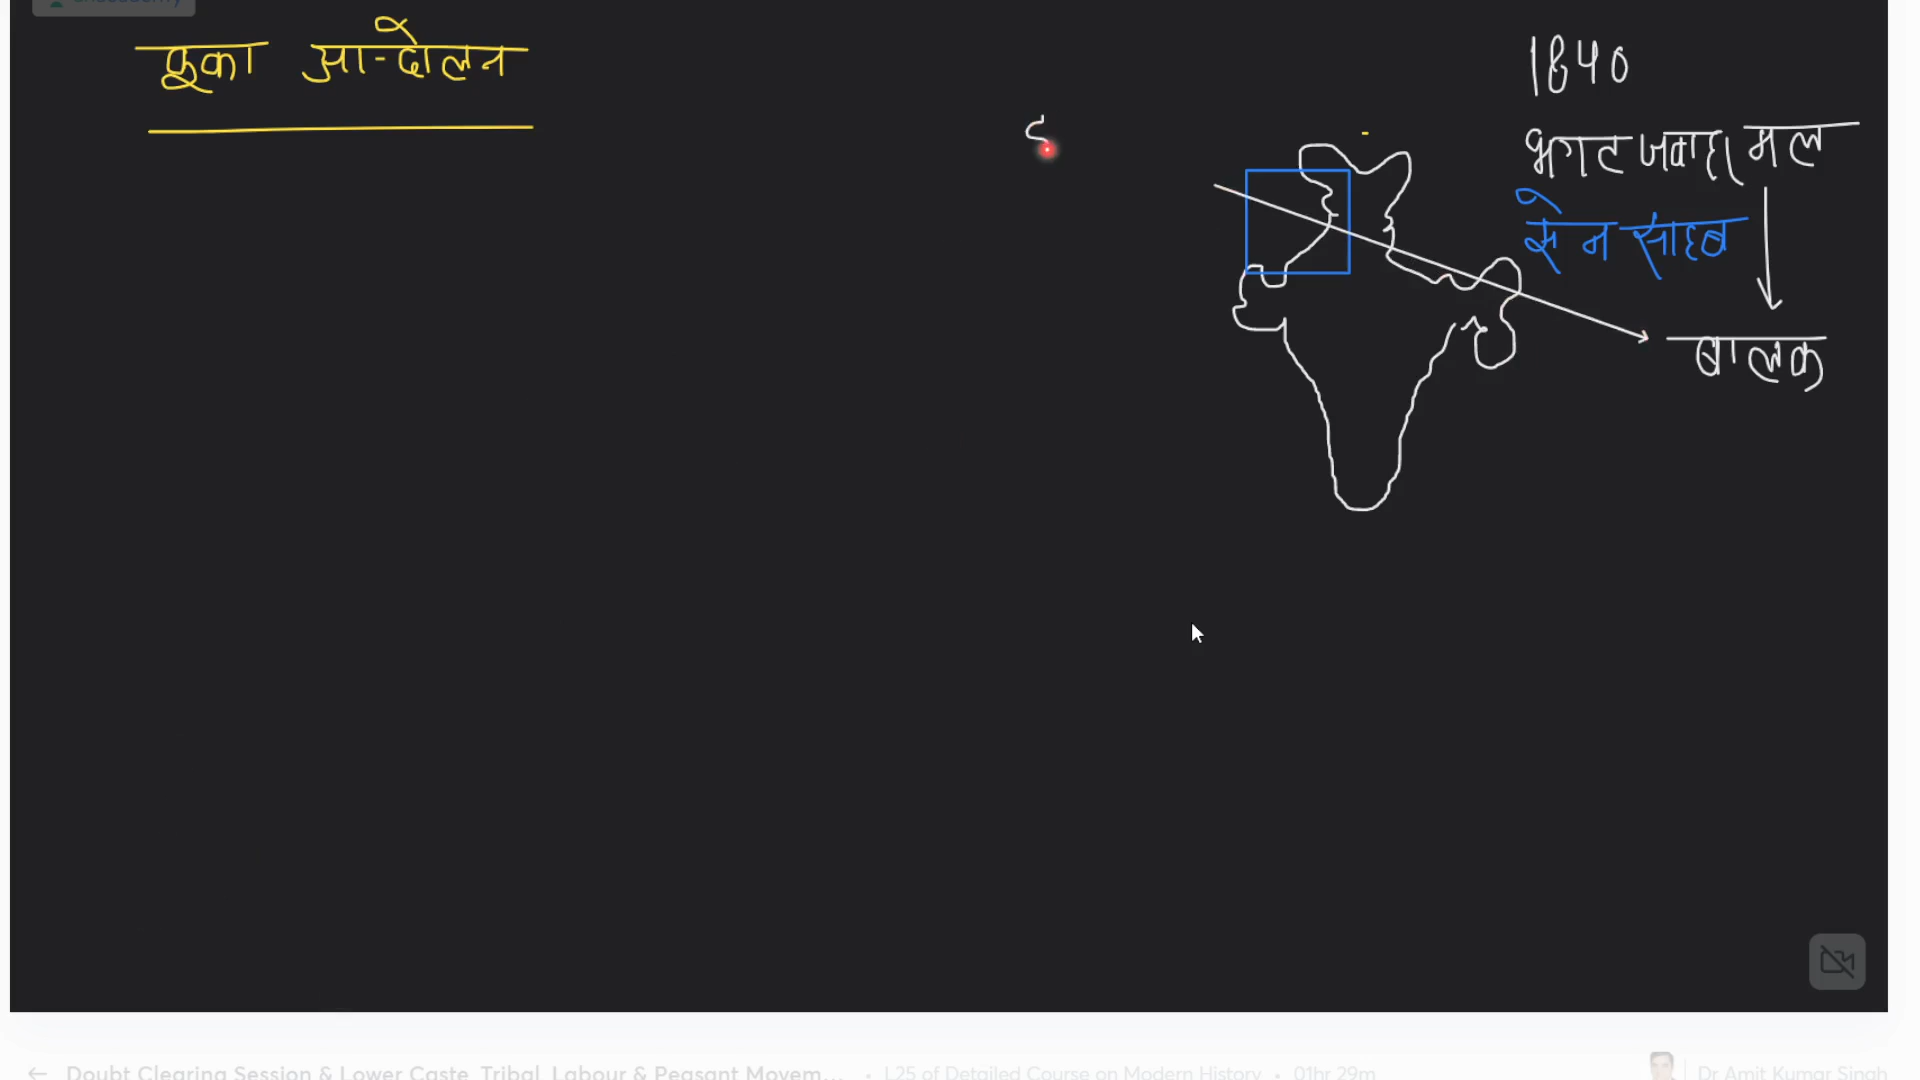 कूका आन्दोलन
1840
भगट जवाहर मल
सेन साहब
बालक
Doubt Clearing Session & Lower Caste, Tribal, Labour & Peasant Movem... • L25 of Detailed Course on Modern History • 01hr 29m
Dr Amit Kumar Singh